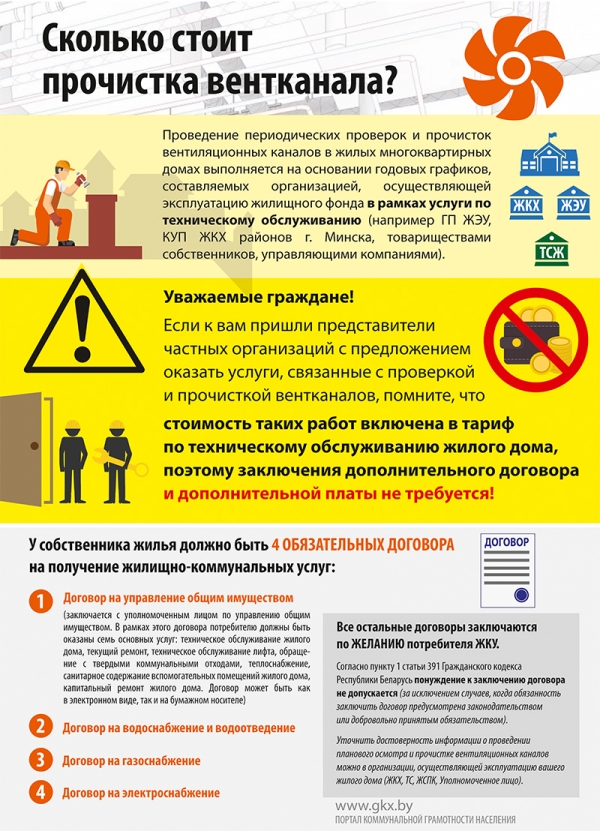 Сколько стоит
прочистка вентканала?
Проведение периодических проверок и прочисток
вентиляционных каналов в жилых многоквартирных
домах выполняется на основании годовых графиков,
составляемых организацией, осуществляющей
эксплуатацию жилищного фонда в рамках услуги по
техническому обслуживанию (например ГП ЖЭУ,
КУП ЖКХ районов г. Минска, товариществами
собственников, управляющими компаниями).
ЖКХ
ЖЭУ
ТСЖ
Уважаемые граждане!
Если к вам пришли представители
частных организаций с предложением
оказать услуги, связанные с проверкой
и прочисткой вентканалов, помните, что
стоимость таких работ включена в тариф
по техническому обслуживанию жилого дома,
поэтому заключения дополнительного договора
и дополнительной платы не требуется!
У собственника жилья должно быть 4 ОБЯЗАТЕЛЬНЫХ ДОГОВОРА
на получение жилищно-коммунальных услуг:
ДОГОВОР
1 Договор на управление общим имуществом
(заключается с уполномоченным лицом по управлению общим
имуществом. В рамках этого договора потребителю должны быть
оказаны семь основных услуг: техническое обслуживание жилого
дома, текущий ремонт, техническое обслуживание лифта, обраще-
ние с твердыми коммунальными отходами, теплоснабжение,
санитарное содержание вспомогательных помещений жилого дома,
капитальный ремонт жилого дома. Договор может быть как
в электронном виде, так и на бумажном носителе)
2 Договор на водоснабжение и водоотведение
3 Договор на газоснабжение
4 Договор на электроснабжение
Все остальные договоры заключаются
по ЖЕЛАНИЮ потребителя ЖКУ.
Согласно пункту 1 статьи 391 Гражданского кодекса
Республики Беларусь понуждение к заключению договора
не допускается (за исключением случаев, когда обязанность
заключить договор предусмотрена законодательством
или добровольно принятым обязательством).
Уточнить достоверность информации о проведении
планового осмотра и прочистке вентиляционных каналов
можно в организации, осуществляющей эксплуатацию вашего
жилого дома (ЖКХ, ТС, ЖСПК, Уполномоченное лицо).
www.gkx.by
ПОРТАЛ КОММУНАЛЬНОЙ ГРАМОТНОСТИ НАСЕЛЕНИЯ